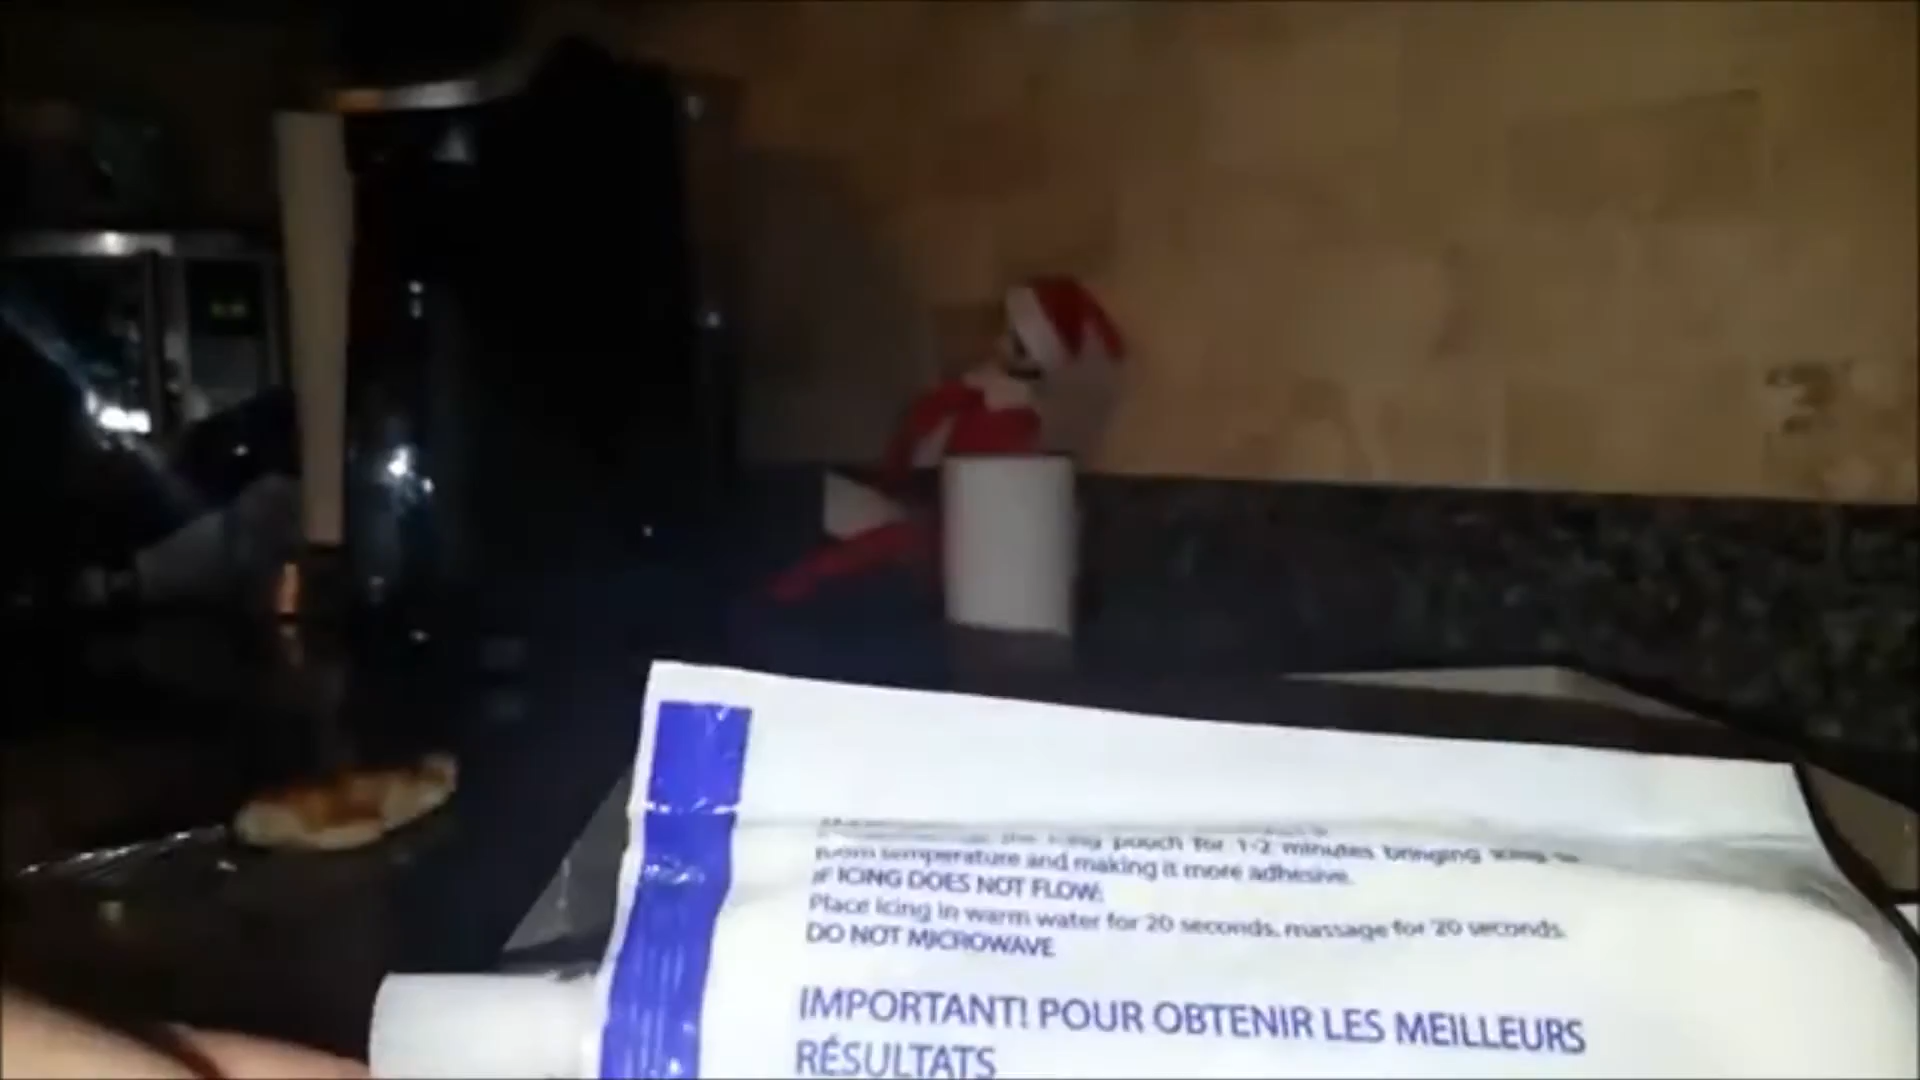 the icing pouch for 1-2 minutes bringing icing to
room temperature and making it more adhesive.
IF ICING DOES NOT FLOW:
Place icing in warm water for 20 seconds, massage for 20 seconds.
DO NOT MICROWAVE
IMPORTANT! POUR OBTENIR LES MEILLEURS
RÉSULTATS